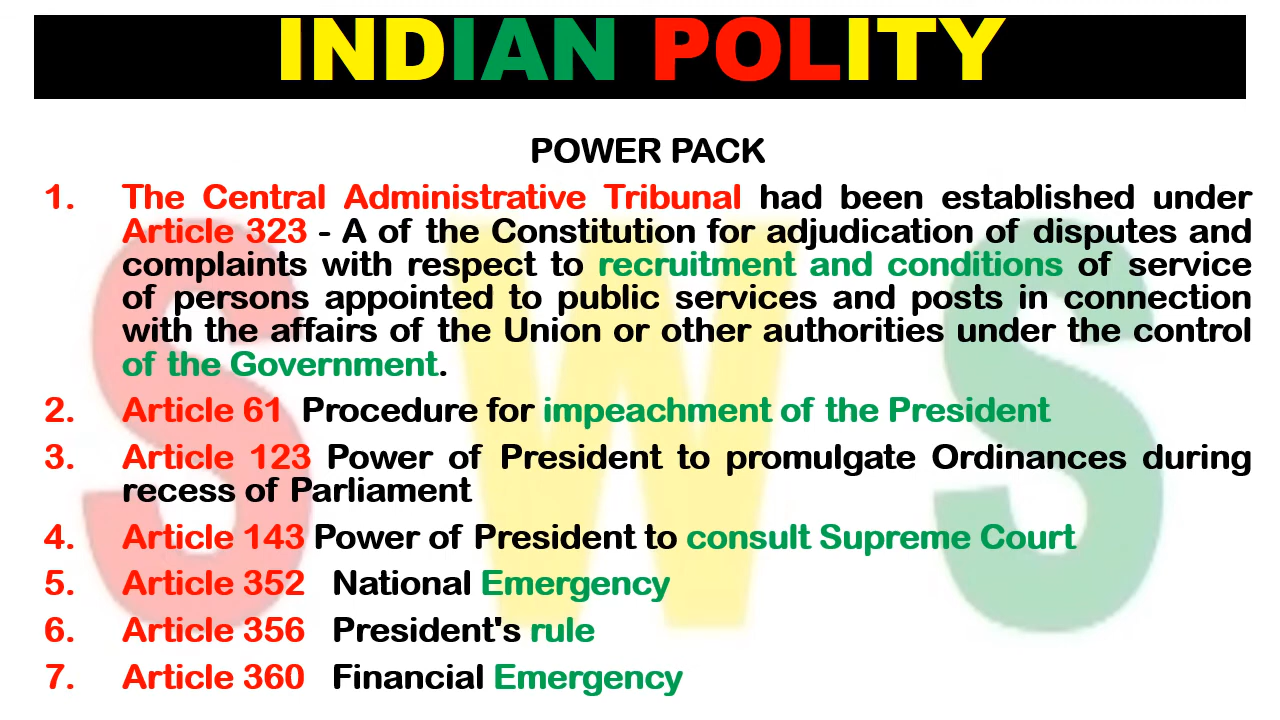 INDIAN POLITY
POWER PACK
1. The Central Administrative Tribunal had been established under
Article 323 - A of the Constitution for adjudication of disputes and
complaints with respect to recruitment and conditions of service
of persons appointed to public services and posts in connection
with the affairs of the Union or other authorities under the control
of the Government.
2. Article 61 Procedure for impeachment of the President
3. Article 123 Power of President to promulgate Ordinances during
recess of Parliament
4. Article 143 Power of President to consult Supreme Court
5. Article 352 National Emergency
6. Article 356 President's rule
7. Article 360 Financial Emergency
SWS